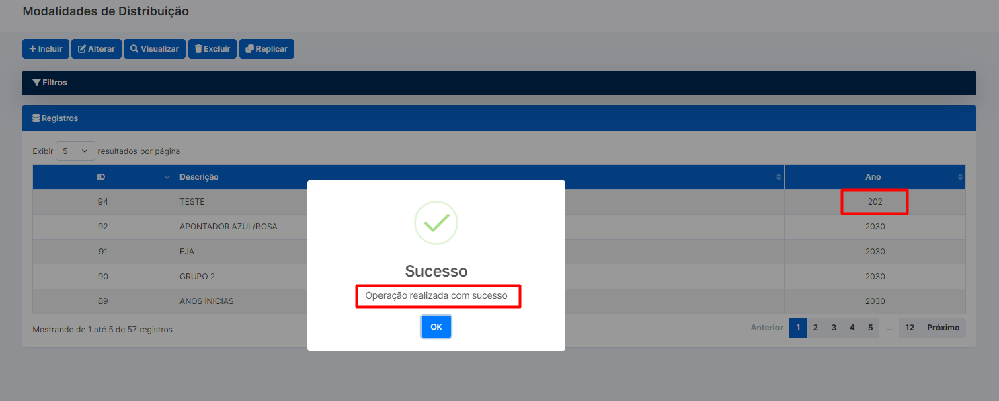 Modalidades de Distribuição
Incluir Alterar Visualizar Excluir Replicar
Filtros
Registros
Exibir 5 resultados por página
ID Descrição Ano
94 TESTE 202
92 APONTADOR AZUL/ROSA 2030
91 EJA 2030
90 GRUPO 2 2030
89 ANOS INICIAS 2030
Sucesso
Operação realizada com sucesso
OK
Mostrando de 1 até 5 de 57 registros
Anterior 1 2 3 4 5 ... 12 Próximo